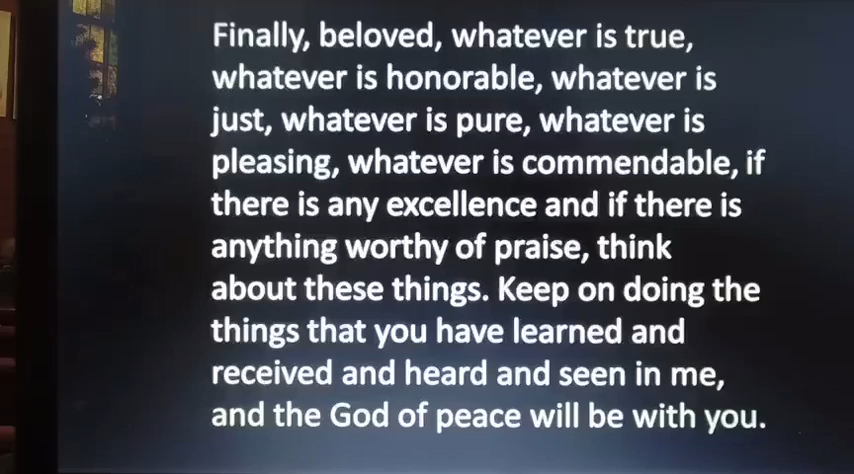 Finally, beloved, whatever is true,
whatever is honorable, whatever is
just, whatever is pure, whatever is
pleasing, whatever is commendable, if
there is any excellence and if there is
anything worthy of praise, think
about these things. Keep on doing the
things that you have learned and
received and heard and seen in me,
and the God of peace will be with you.